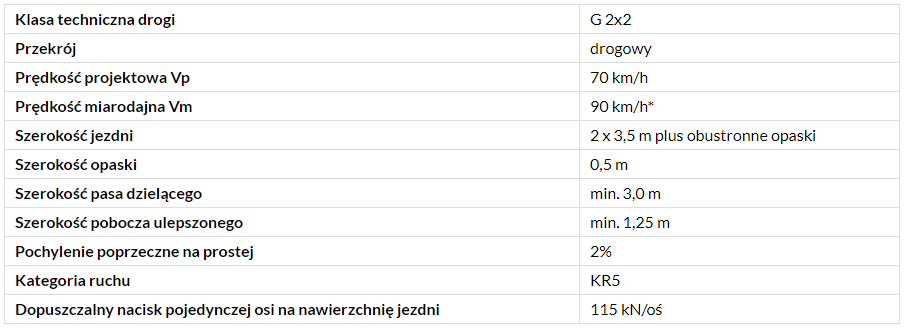 Klasa techniczna drogi G 2x2
Przekrój drogowy
Prędkość projektowa Vp 70 km/h
Prędkość miarodajna Vm 90 km/h*
Szerokość jezdni 2 x 3,5 m plus obustronne opaski
Szerokość opaski 0,5 m
Szerokość pasa dzielącego min. 3,0 m
Szerokość pobocza ulepszonego min. 1,25 m
Pochylenie poprzeczne na prostej 2%
Kategoria ruchu KR5
Dopuszczalny nacisk pojedynczej osi na nawierzchnię jezdni 115 kN/oś